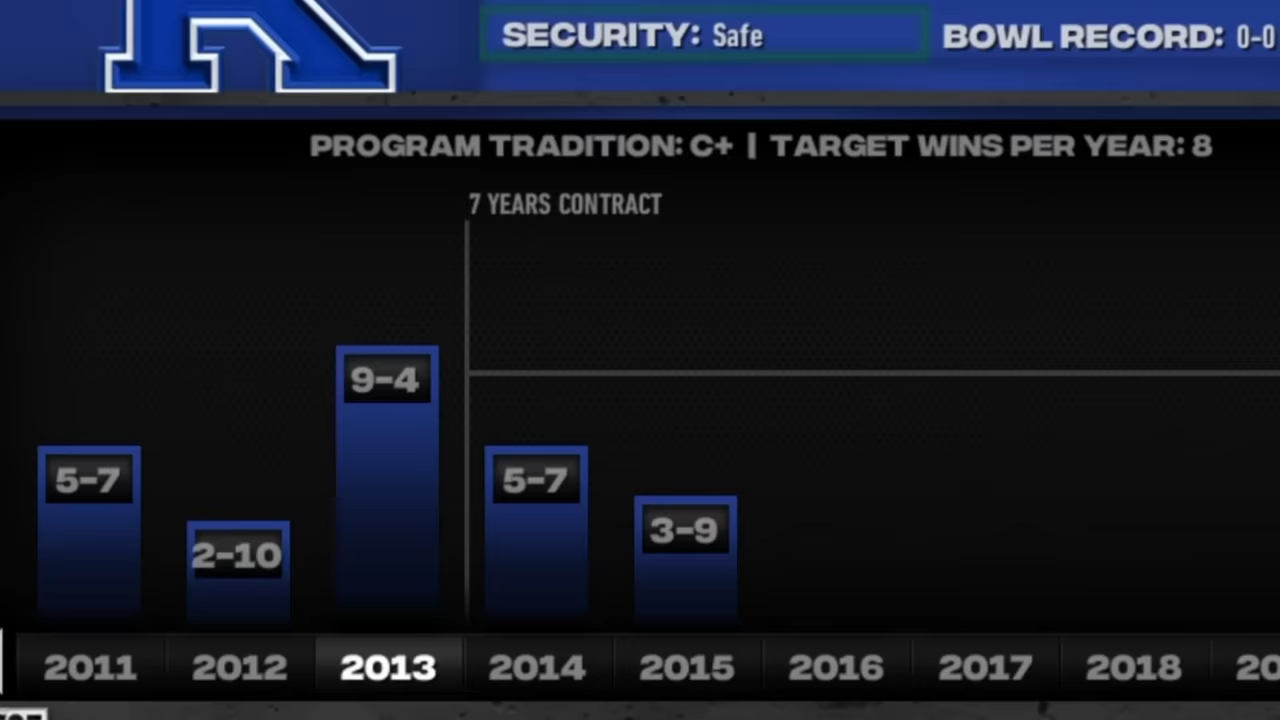 SECURITY: Safe
BOWL RECORD: 0-0
PROGRAM TRADITION: C+ | TARGET WINS PER YEAR: 8
7 YEARS CONTRACT
9-4
5-7
5-7
3-9
2-10
2011 2012 2013 2014 2015 2016 2017 2018 20